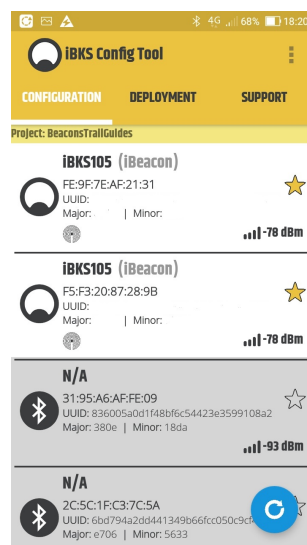 4G 68% 18:20
iBKS Config Tool
CONFIGURATION DEPLOYMENT SUPPORT
Project: BeaconsTrailGuides
iBKS105 (iBeacon)
FE:9F:7E:AF:21:31
UUID:
Major: | Minor:
-78 dBm
iBKS105 (iBeacon)
F5:F3:20:87:28:9B
UUID:
Major: | Minor:
-78 dBm
N/A
31:95:A6:AF:FE:09
UUID: 836005a0d1f48bf6c54423e3599108a2
Major: 380e | Minor: 18da
-93 dBm
N/A
2C:5C:1F:C3:7C:5A
UUID: 6bd794a2dd441349b66fcc050c9cf4
Major: e706 | Minor: 5633